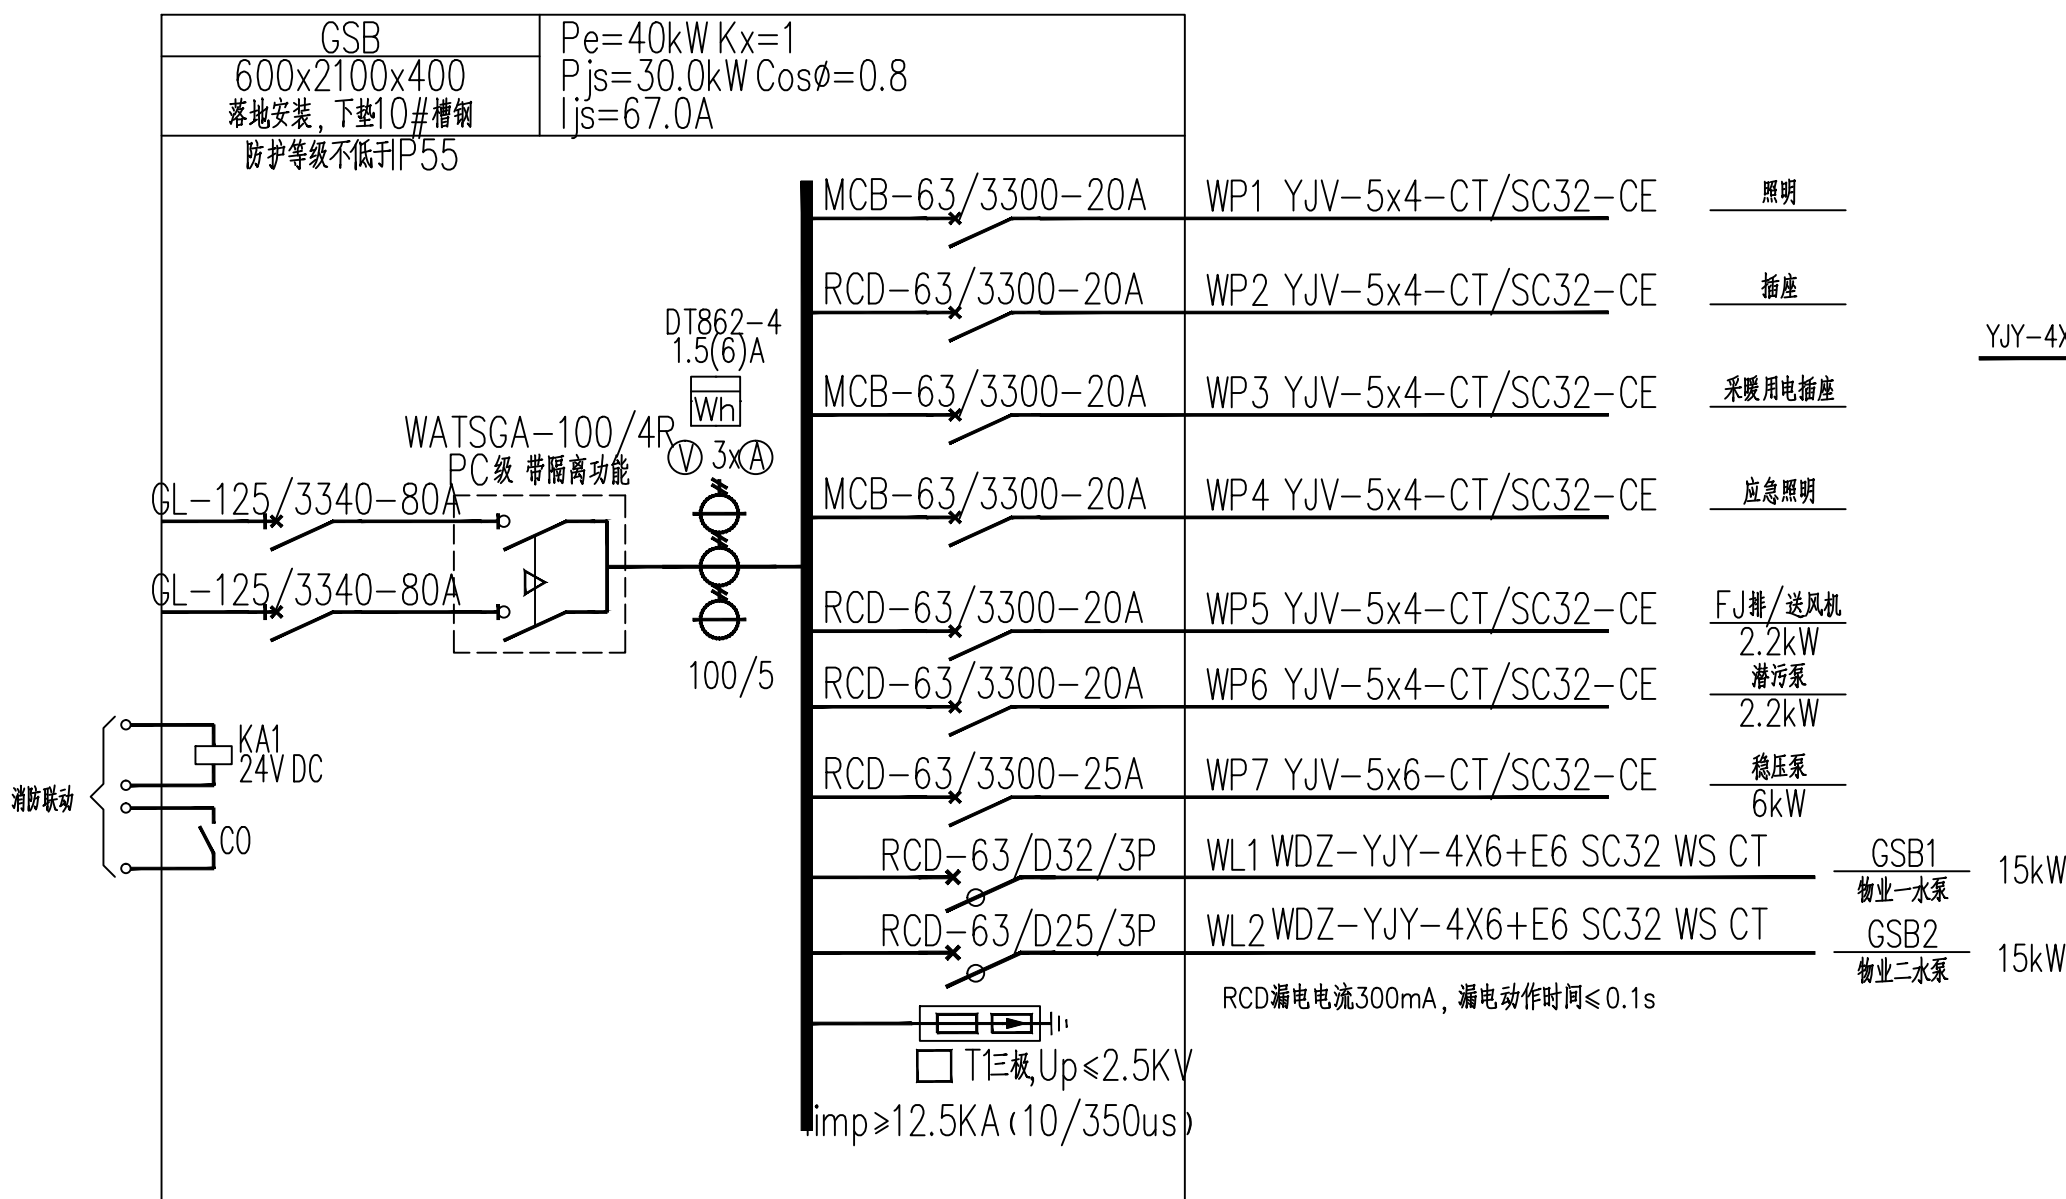 GSB
600x2100x400
落地安装,下垫10#槽钢
防护等级不低于IP55
Pe=40kW Kx=1
Pjs=30.0kW CosØ=0.8
Ijs=67.0A
MCB-63/3300-20A WP1 YJV-5x4-CT/SC32-CE 照明
RCD-63/3300-20A WP2 YJV-5x4-CT/SC32-CE 插座
DT862-4
1.5(6)A
Wh
YJY-4X
MCB-63/3300-20A WP3 YJV-5x4-CT/SC32-CE 采暖用电插座
WATSGA-100/4R
PC级 带隔离功能
V 3x A
GL-125/3340-80A
MCB-63/3300-20A WP4 YJV-5x4-CT/SC32-CE 应急照明
GL-125/3340-80A
100/5
RCD-63/3300-20A WP5 YJV-5x4-CT/SC32-CE FJ排/送风机
2.2kW
RCD-63/3300-20A WP6 YJV-5x4-CT/SC32-CE 潜污泵
2.2kW
KA1
24V DC
消防联动
CO
RCD-63/3300-25A WP7 YJV-5x6-CT/SC32-CE 稳压泵
6kW
RCD-63/D32/3P WL1 WDZ-YJY-4X6+E6 SC32 WS CT GSB1 15kW
物业一水泵
RCD-63/D25/3P WL2 WDZ-YJY-4X6+E6 SC32 WS CT GSB2 15kW
物业二水泵
RCD漏电电流300mA,漏电动作时间≤0.1s
T1三极,Up≤2.5KV
Iimp≥12.5KA(10/350us)